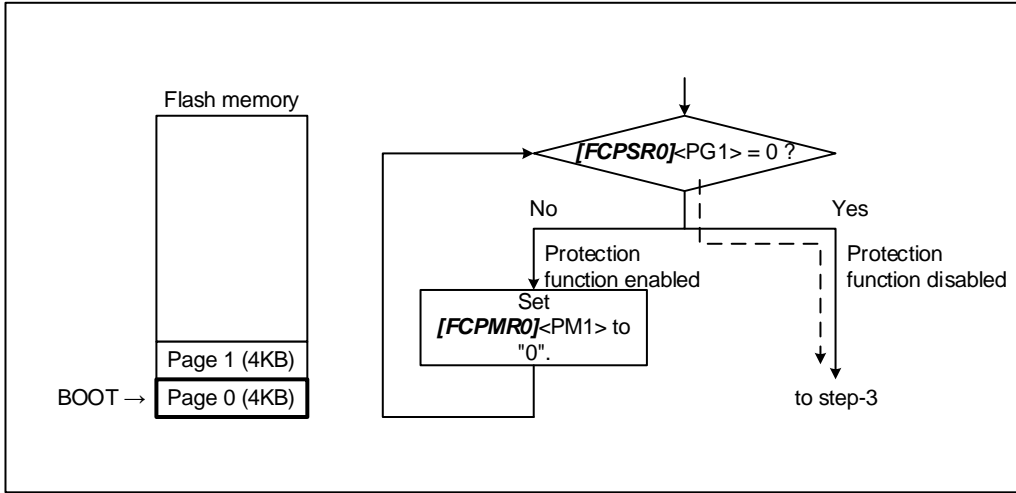 Flash memory
Page 1 (4KB)
BOOT → Page 0 (4KB)
[FCPSR0]<PG1> = 0 ?
No
Yes
Protection
function enabled
Protection
function disabled
Set
[FCPMR0]<PM1> to
"0".
to step-3